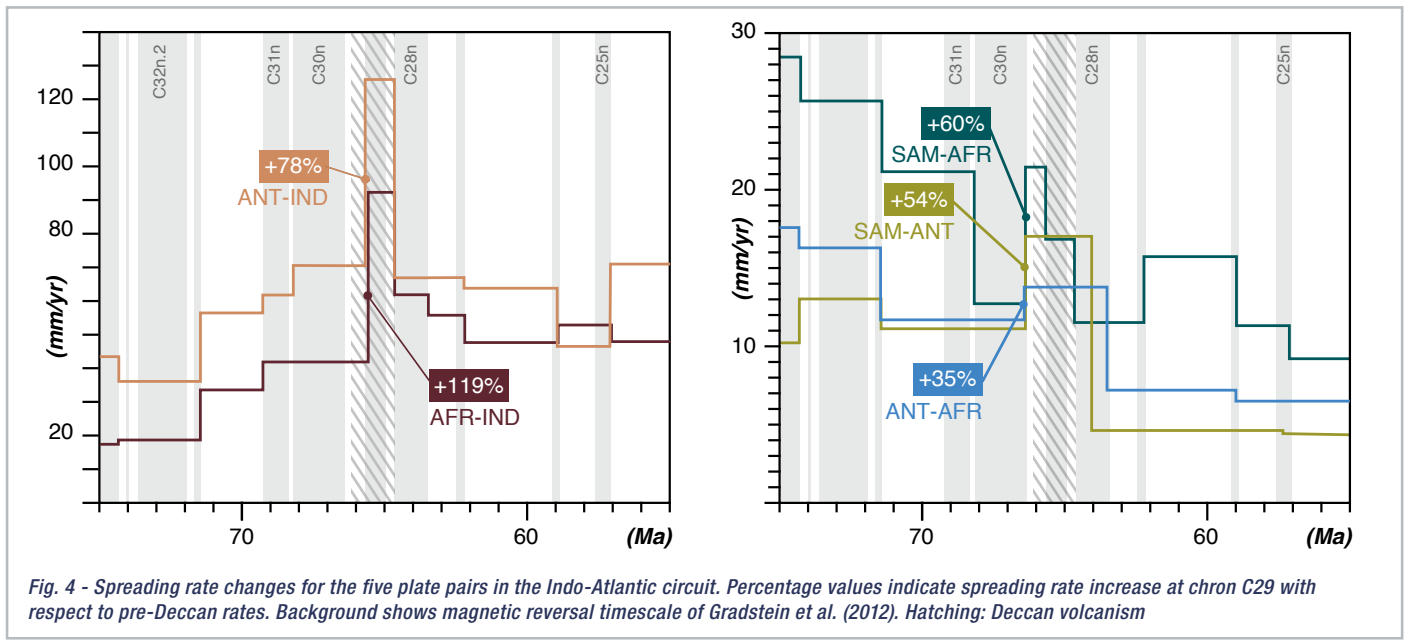 120
100
80
20
(mm/yr)
C32n.2
C31n
C30n
C28n
C25n
+78%
ANT-IND
+119%
AFR-IND
70
60
(Ma)
30
20
10
(mm/yr)
C31n
C30n
C28n
C25n
+60%
SAM-AFR
+54%
SAM-ANT
+35%
ANT-AFR
70
60
(Ma)
Fig. 4 - Spreading rate changes for the five plate pairs in the Indo-Atlantic circuit. Percentage values indicate spreading rate increase at chron C29 with
respect to pre-Deccan rates. Background shows magnetic reversal timescale of Gradstein et al. (2012). Hatching: Deccan volcanism